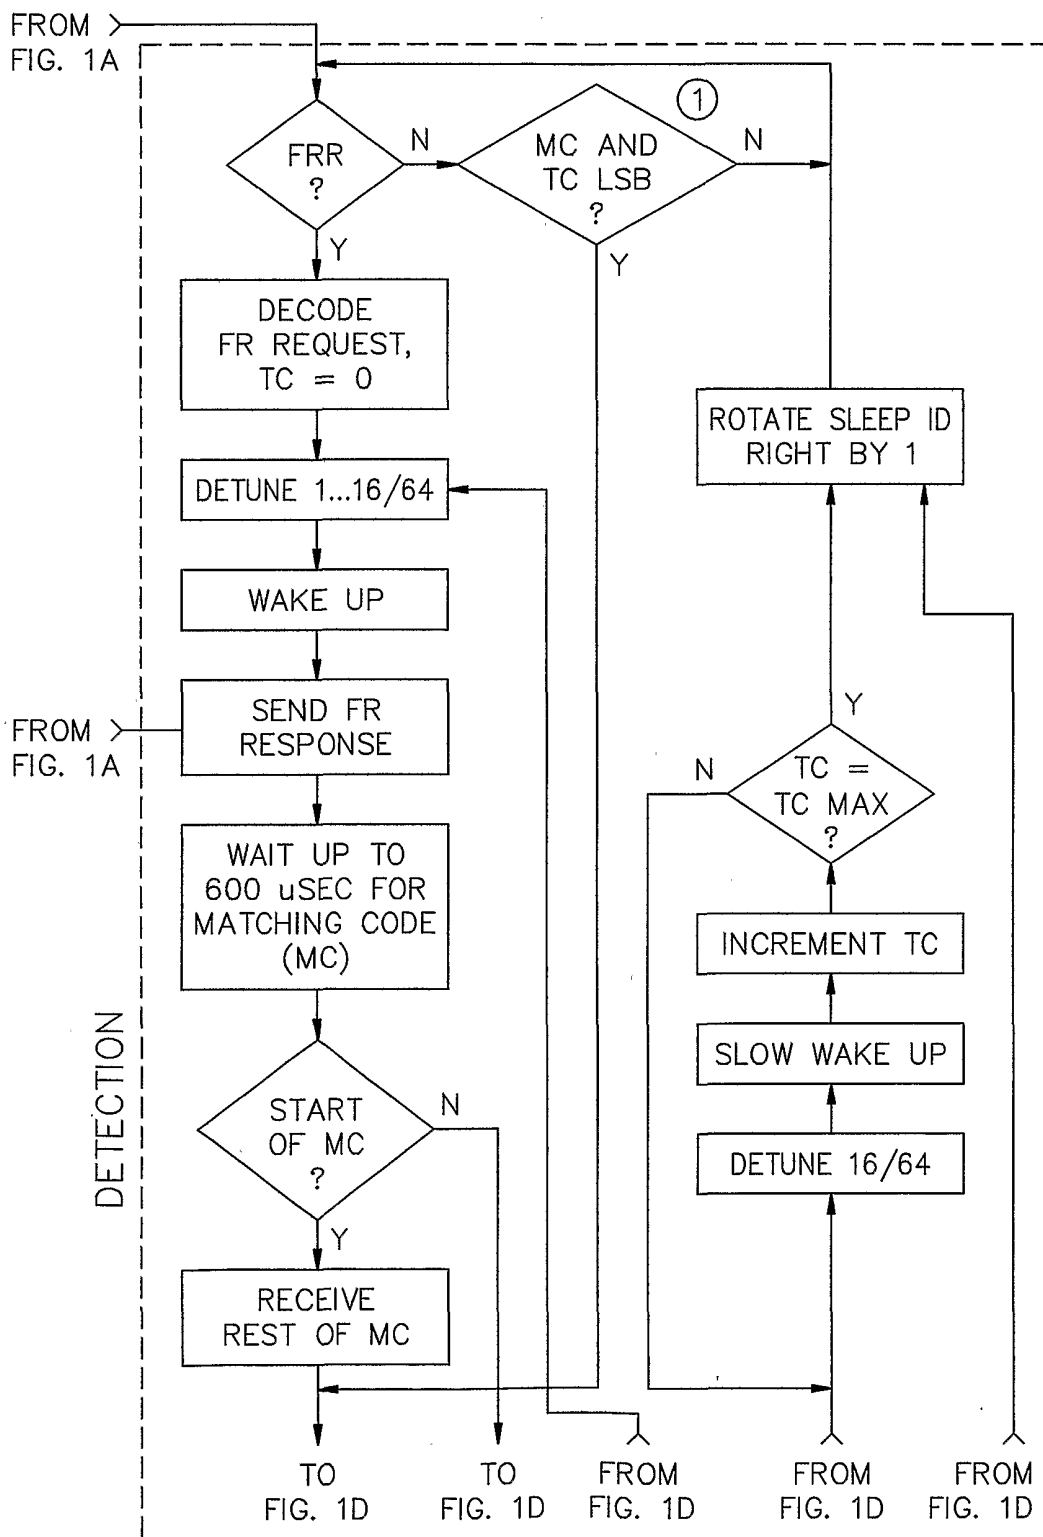 FROM
FIG. 1A
FRR
?
N
Y
MC AND
TC LSB
?
1
N
Y
DECODE
FR REQUEST,
TC = 0
DETUNE 1...16/64
WAKE UP
FROM
FIG. 1A
SEND FR
RESPONSE
WAIT UP TO
600 uSEC FOR
MATCHING CODE
(MC)
START
OF MC
?
N
Y
RECEIVE
REST OF MC
DETECTION
ROTATE SLEEP ID
RIGHT BY 1
Y
N
TC =
TC MAX
?
INCREMENT TC
SLOW WAKE UP
DETUNE 16/64
TO
FIG. 1D
TO
FIG. 1D
FROM
FIG. 1D
FROM
FIG. 1D
FROM
FIG. 1D